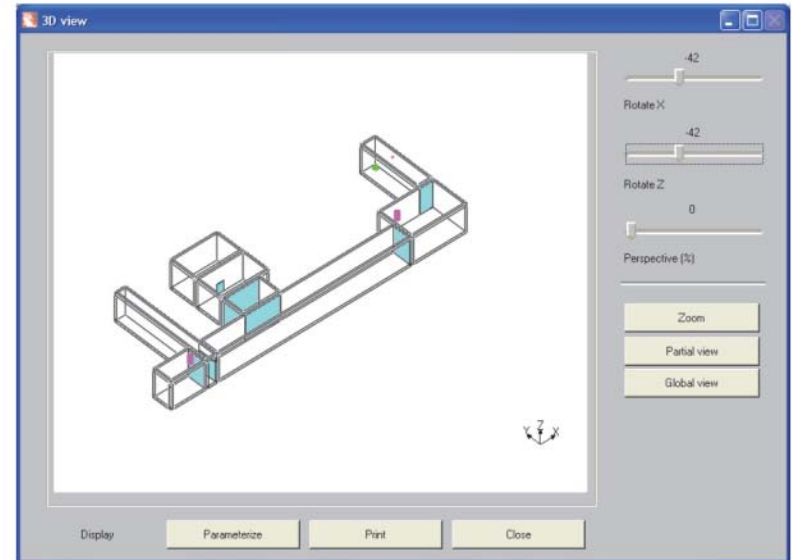 3D view
-42
Rotate X
-42
Rotate Z
0
Perspective (%)
Zoom
Partial view
Global view
Y Z X
Display Parameterize Print Close